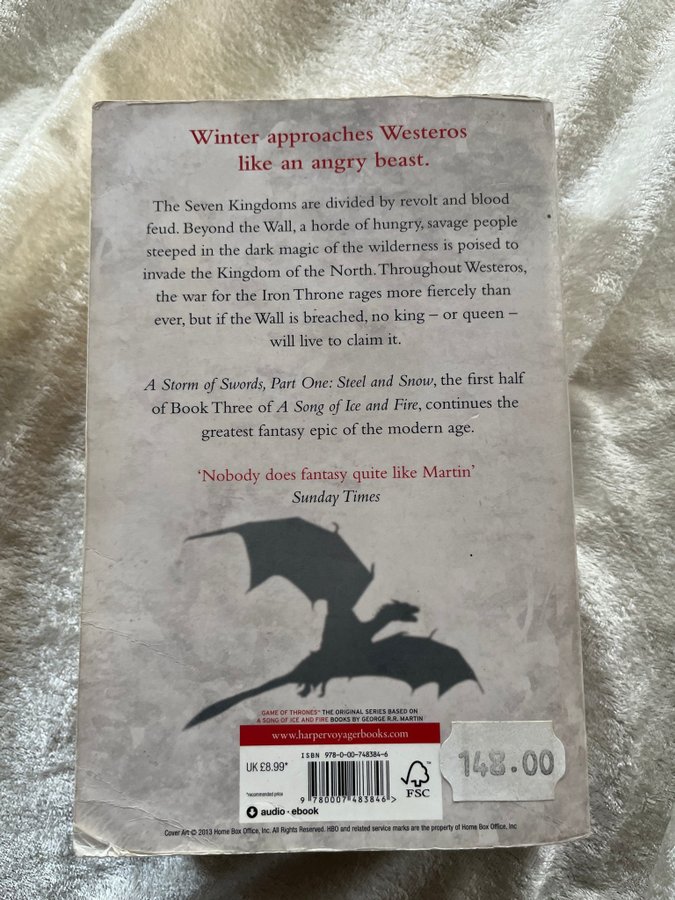 Winter approaches Westeros
like an angry beast.
The Seven Kingdoms are divided by revolt and blood
feud. Beyond the Wall, a horde of hungry, savage people
steeped in the dark magic of the wilderness is poised to
invade the Kingdom of the North. Throughout Westeros,
the war for the Iron Throne rages more fiercely than
ever, but if the Wall is breached, no king – or queen –
will live to claim it.
A Storm of Swords, Part One: Steel and Snow, the first half
of Book Three of A Song of Ice and Fire, continues the
greatest fantasy epic of the modern age.
‘Nobody does fantasy quite like Martin’
Sunday Times
GAME OF THRONES™ THE ORIGINAL SERIES BASED ON
A SONG OF ICE AND FIRE BOOKS BY GEORGE R.R. MARTIN
www.harpervoyagerbooks.com
ISBN 978-0-00-748384-6
UK £8.99*
*recommended price
9 780007 483846 >
audio · ebook
FSC
148.00
Cover Art © 2013 Home Box Office, Inc. All Rights Reserved. HBO and related service marks are the property of Home Box Office, Inc